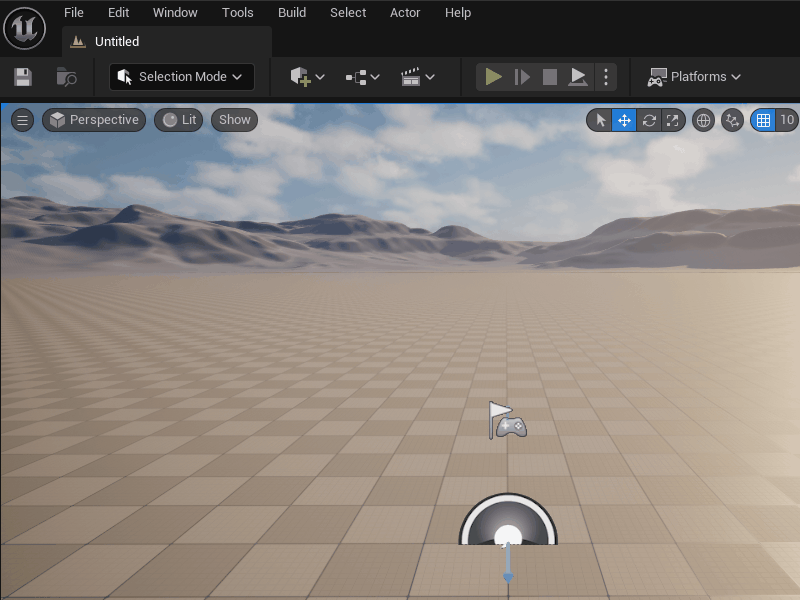 File Edit Window Tools Build Select Actor Help
Untitled
Selection Mode Platforms
Perspective Lit Show 10